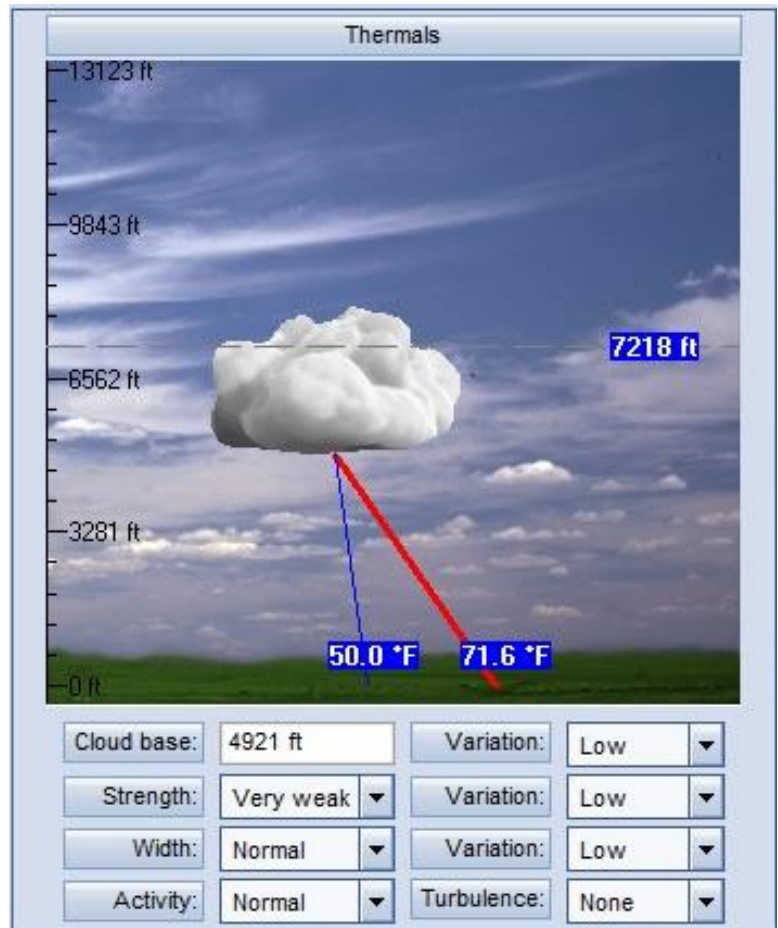 Thermals
13123 ft
9843 ft
7218 ft
6562 ft
3281 ft
50.0 °F 71.6 °F
0 ft
Cloud base: 4921 ft Variation: Low
Strength: Very weak Variation: Low
Width: Normal Variation: Low
Activity: Normal Turbulence: None